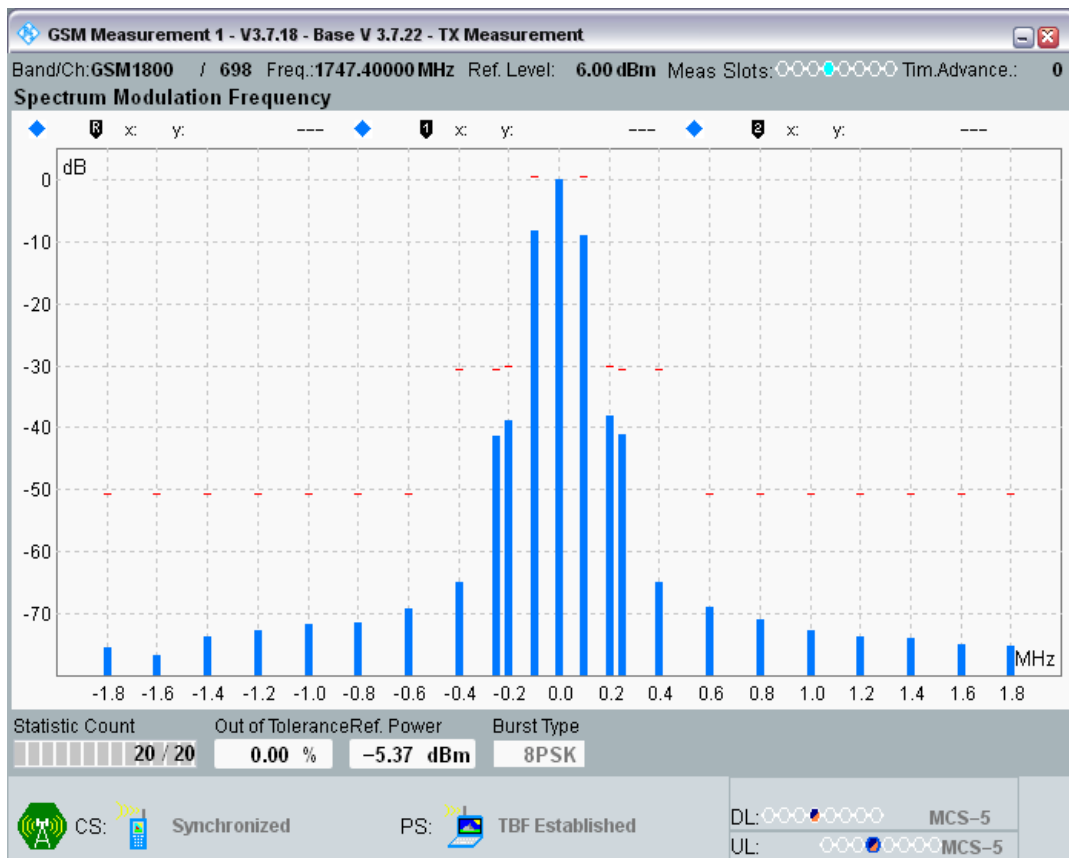 GSM Measurement 1 - V3.7.18 - Base V 3.7.22 - TX Measurement
Band/Ch:GSM1800 / 698 Freq.:1747.40000 MHz Ref. Level: 6.00 dBm Meas Slots: Tim.Advance.: 0
Spectrum Modulation Frequency
R x: y: --- 1 x: y: --- 2 x: y: ---
dB
0
-10
-20
-30
-40
-50
-60
-70
MHz
-1.8 -1.6 -1.4 -1.2 -1.0 -0.8 -0.6 -0.4 -0.2 0.0 0.2 0.4 0.6 0.8 1.0 1.2 1.4 1.6 1.8
Statistic Count Out of Tolerance Ref. Power Burst Type
20 / 20 0.00 % −5.37 dBm 8PSK
CS: Synchronized PS: TBF Established DL: MCS−5
UL: MCS−5